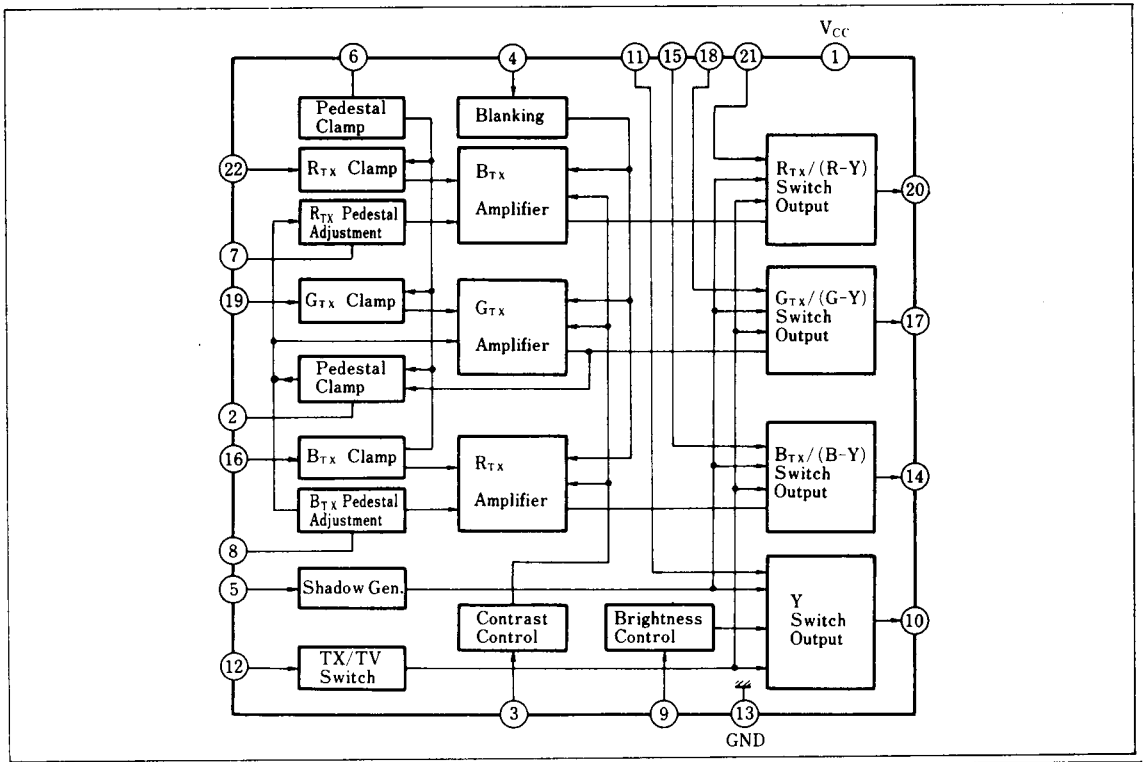 V_CC
6
4
11
15
18
21
1
Pedestal
Clamp
Blanking
22
R_TX Clamp
B_TX
Amplifier
R_TX/(R-Y)
Switch
Output
20
R_TX Pedestal
Adjustment
7
19
G_TX Clamp
G_TX
Amplifier
G_TX/(G-Y)
Switch
Output
17
Pedestal
Clamp
2
16
B_TX Clamp
R_TX
Amplifier
B_TX/(B-Y)
Switch
Output
14
B_TX Pedestal
Adjustment
8
5
Shadow Gen.
Contrast
Control
Brightness
Control
Y
Switch
Output
10
12
TX/TV
Switch
3
9
13
GND